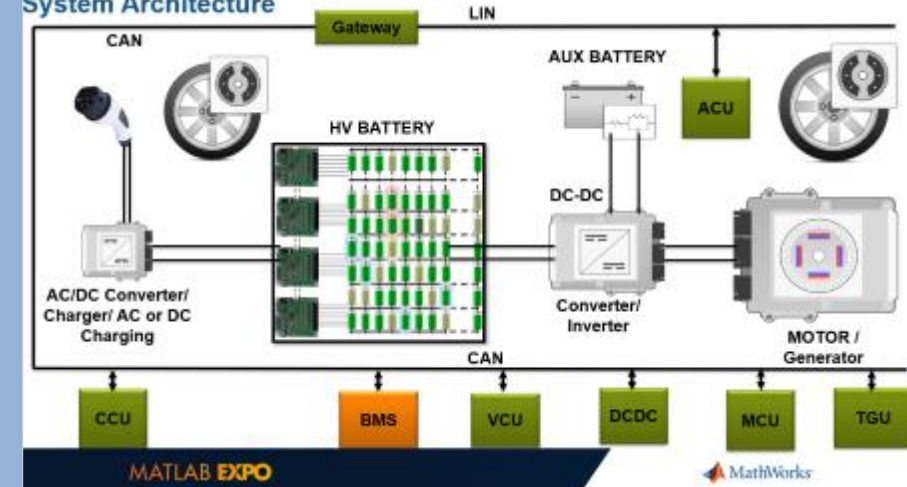 System Architecture
LIN
CAN
Gateway
AUX BATTERY
ACU
HV BATTERY
DC-DC
AC/DC Converter/
Charger/ AC or DC
Charging
Converter/
Inverter
MOTOR /
Generator
CAN
CCU
BMS
VCU
DCDC
MCU
TGU
MATLAB EXPO
MathWorks